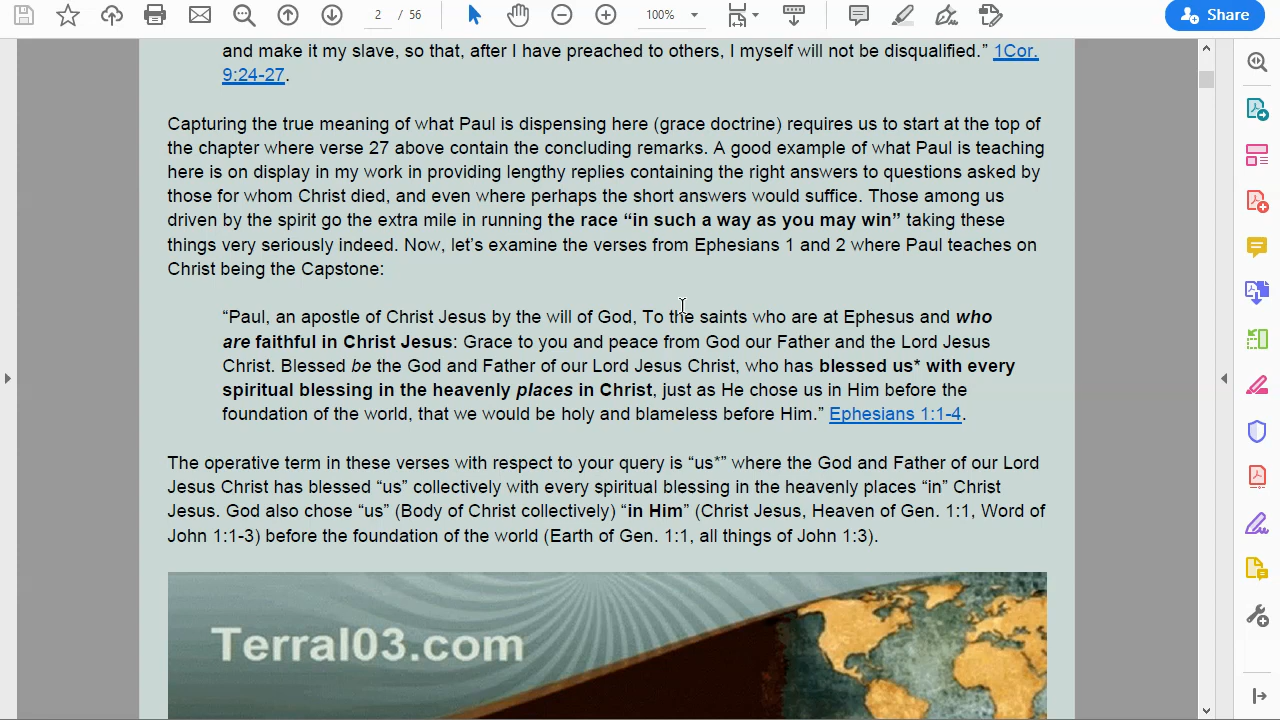 2 / 56
100%
Share
and make it my slave, so that, after I have preached to others, I myself will not be disqualified.” 1Cor.
9:24-27.
Capturing the true meaning of what Paul is dispensing here (grace doctrine) requires us to start at the top of
the chapter where verse 27 above contain the concluding remarks. A good example of what Paul is teaching
here is on display in my work in providing lengthy replies containing the right answers to questions asked by
those for whom Christ died, and even where perhaps the short answers would suffice. Those among us
driven by the spirit go the extra mile in running the race “in such a way as you may win” taking these
things very seriously indeed. Now, let’s examine the verses from Ephesians 1 and 2 where Paul teaches on
Christ being the Capstone:
“Paul, an apostle of Christ Jesus by the will of God, To the saints who are at Ephesus and who
are faithful in Christ Jesus: Grace to you and peace from God our Father and the Lord Jesus
Christ. Blessed be the God and Father of our Lord Jesus Christ, who has blessed us* with every
spiritual blessing in the heavenly places in Christ, just as He chose us in Him before the
foundation of the world, that we would be holy and blameless before Him.” Ephesians 1:1-4.
The operative term in these verses with respect to your query is “us*” where the God and Father of our Lord
Jesus Christ has blessed “us” collectively with every spiritual blessing in the heavenly places “in” Christ
Jesus. God also chose “us” (Body of Christ collectively) “in Him” (Christ Jesus, Heaven of Gen. 1:1, Word of
John 1:1-3) before the foundation of the world (Earth of Gen. 1:1, all things of John 1:3).
Terral03.com